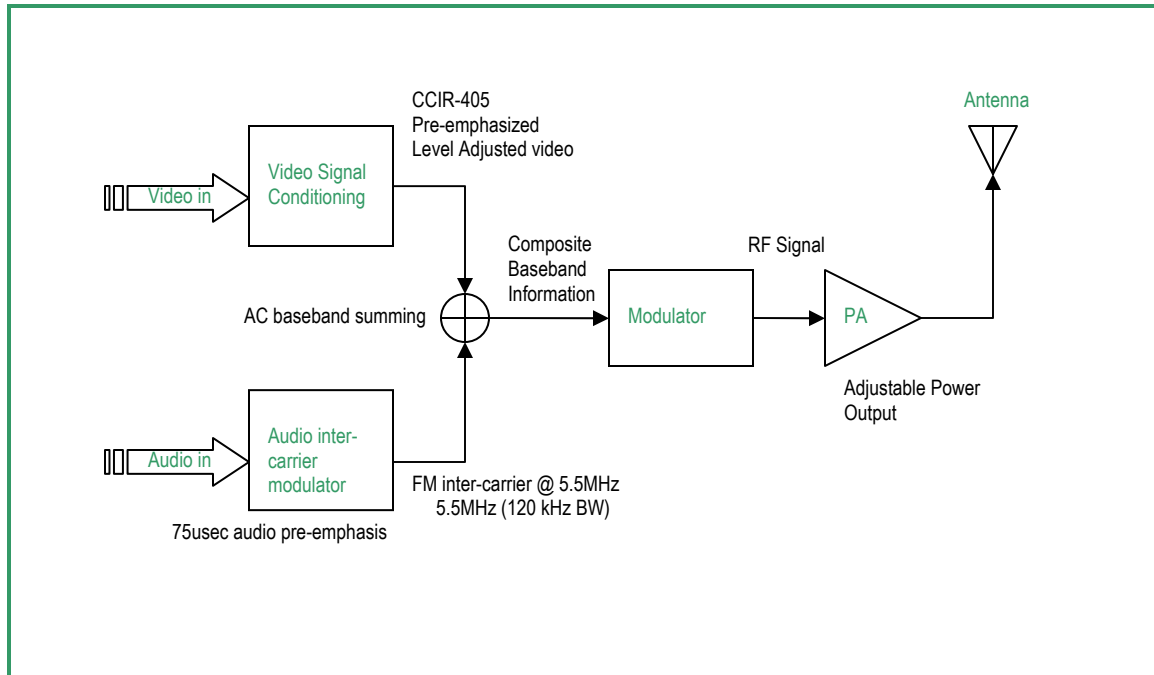 CCIR-405
Pre-emphasized
Level Adjusted video
Antenna
Video in
Video Signal
Conditioning
Composite
Baseband
Information
RF Signal
AC baseband summing
Modulator
PA
Adjustable Power
Output
Audio in
Audio inter-
carrier
modulator
FM inter-carrier @ 5.5MHz
5.5MHz (120 kHz BW)
75usec audio pre-emphasis